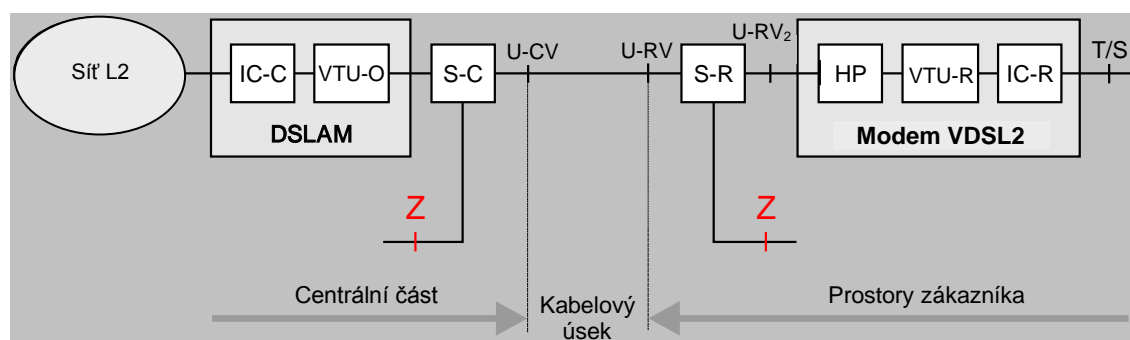 U-CV
U-RV
U-RV2
T/S
Síť L2
IC-C
VTU-O
S-C
S-R
HP
VTU-R
IC-R
DSLAM
Modem VDSL2
Z
Z
Centrální část
Kabelový
úsek
Prostory zákazníka